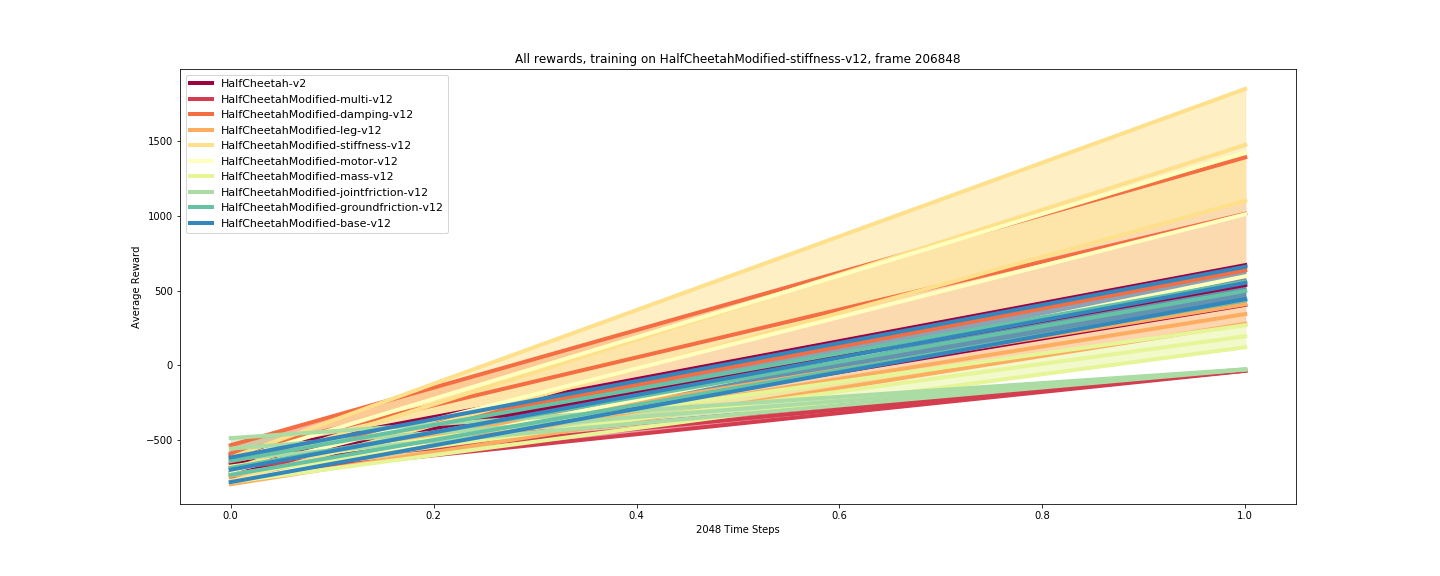 All rewards, training on HalfCheetahModified-stiffness-v12, frame 206848
HalfCheetah-v2
HalfCheetahModified-multi-v12
HalfCheetahModified-damping-v12
HalfCheetahModified-leg-v12
HalfCheetahModified-stiffness-v12
HalfCheetahModified-motor-v12
HalfCheetahModified-mass-v12
HalfCheetahModified-jointfriction-v12
HalfCheetahModified-groundfriction-v12
HalfCheetahModified-base-v12
Average Reward
1500
1000
500
0
−500
0.0 0.2 0.4 0.6 0.8 1.0
2048 Time Steps